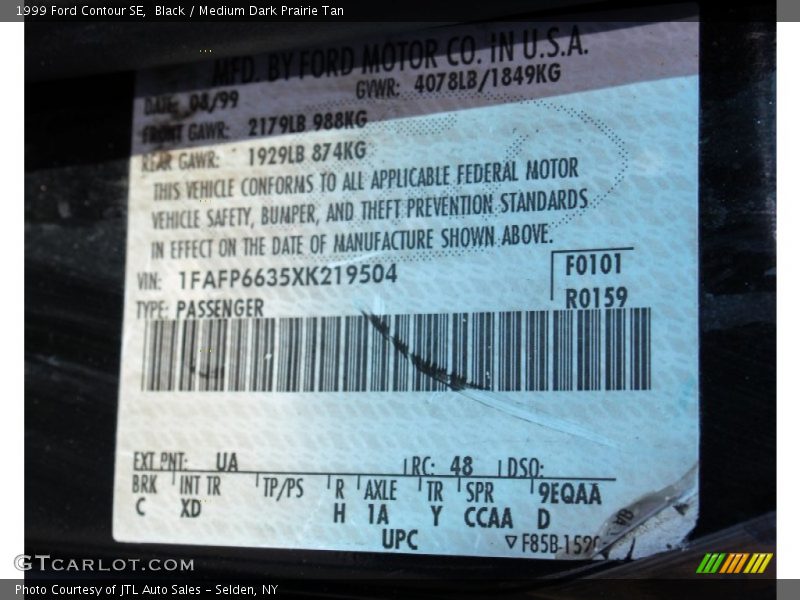 1999 Ford Contour SE, Black / Medium Dark Prairie Tan
MFD. BY FORD MOTOR CO. IN U.S.A.
DATE: 08/99 GVWR: 4078LB/1849KG
FRONT GAWR: 2179LB 988KG
REAR GAWR: 1929LB 874KG
THIS VEHICLE CONFORMS TO ALL APPLICABLE FEDERAL MOTOR
VEHICLE SAFETY, BUMPER, AND THEFT PREVENTION STANDARDS
IN EFFECT ON THE DATE OF MANUFACTURE SHOWN ABOVE.
VIN: 1FAFP6635XK219504 F0101
TYPE: PASSENGER R0159
EXT PNT: UA RC: 48 DSO:
BRK INT TR TP/PS R AXLE TR SPR 9EQAA
C XD H 1A Y CCAA D
UPC ▽F85B-152
GTCARLOT.COM
Photo Courtesy of JTL Auto Sales - Selden, NY